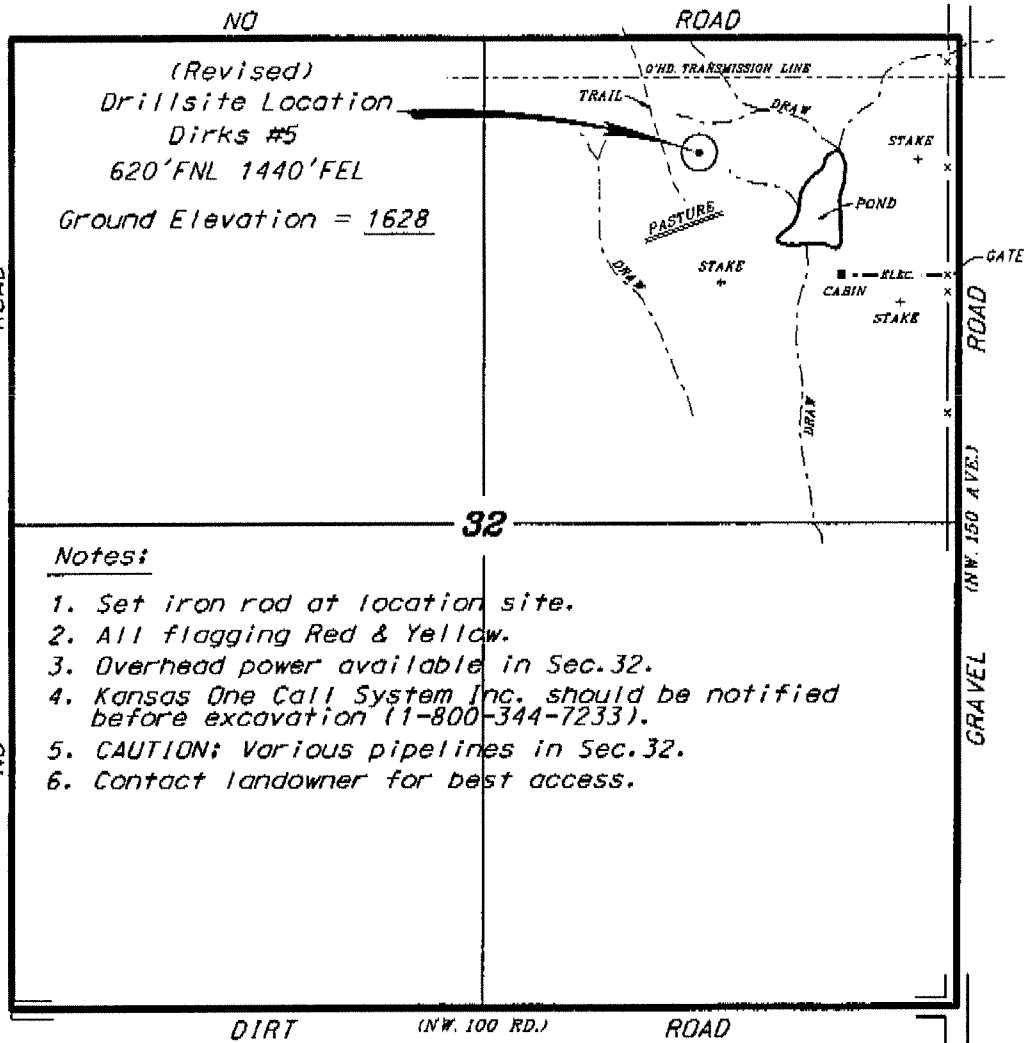 NO ROAD
(Revised)
Drillsite Location
Dirks #5
620'FNL 1440'FEL
Ground Elevation = 1628
O'HD. TRANSMISSION LINE
TRAIL
DRAW
STAKE
POND
PASTURE
GATE
STAKE
DRAW
ELEC.
CABIN
STAKE
DRAW
ROAD
(NW. 150 AVE.)
GRAVEL
32
Notes:
1. Set iron rod at location site.
2. All flagging Red & Yellow.
3. Overhead power available in Sec.32.
4. Kansas One Call System Inc. should be notified
before excavation (1-800-344-7233).
5. CAUTION: Various pipelines in Sec.32.
6. Contact landowner for best access.
DIRT (NW. 100 RD.) ROAD